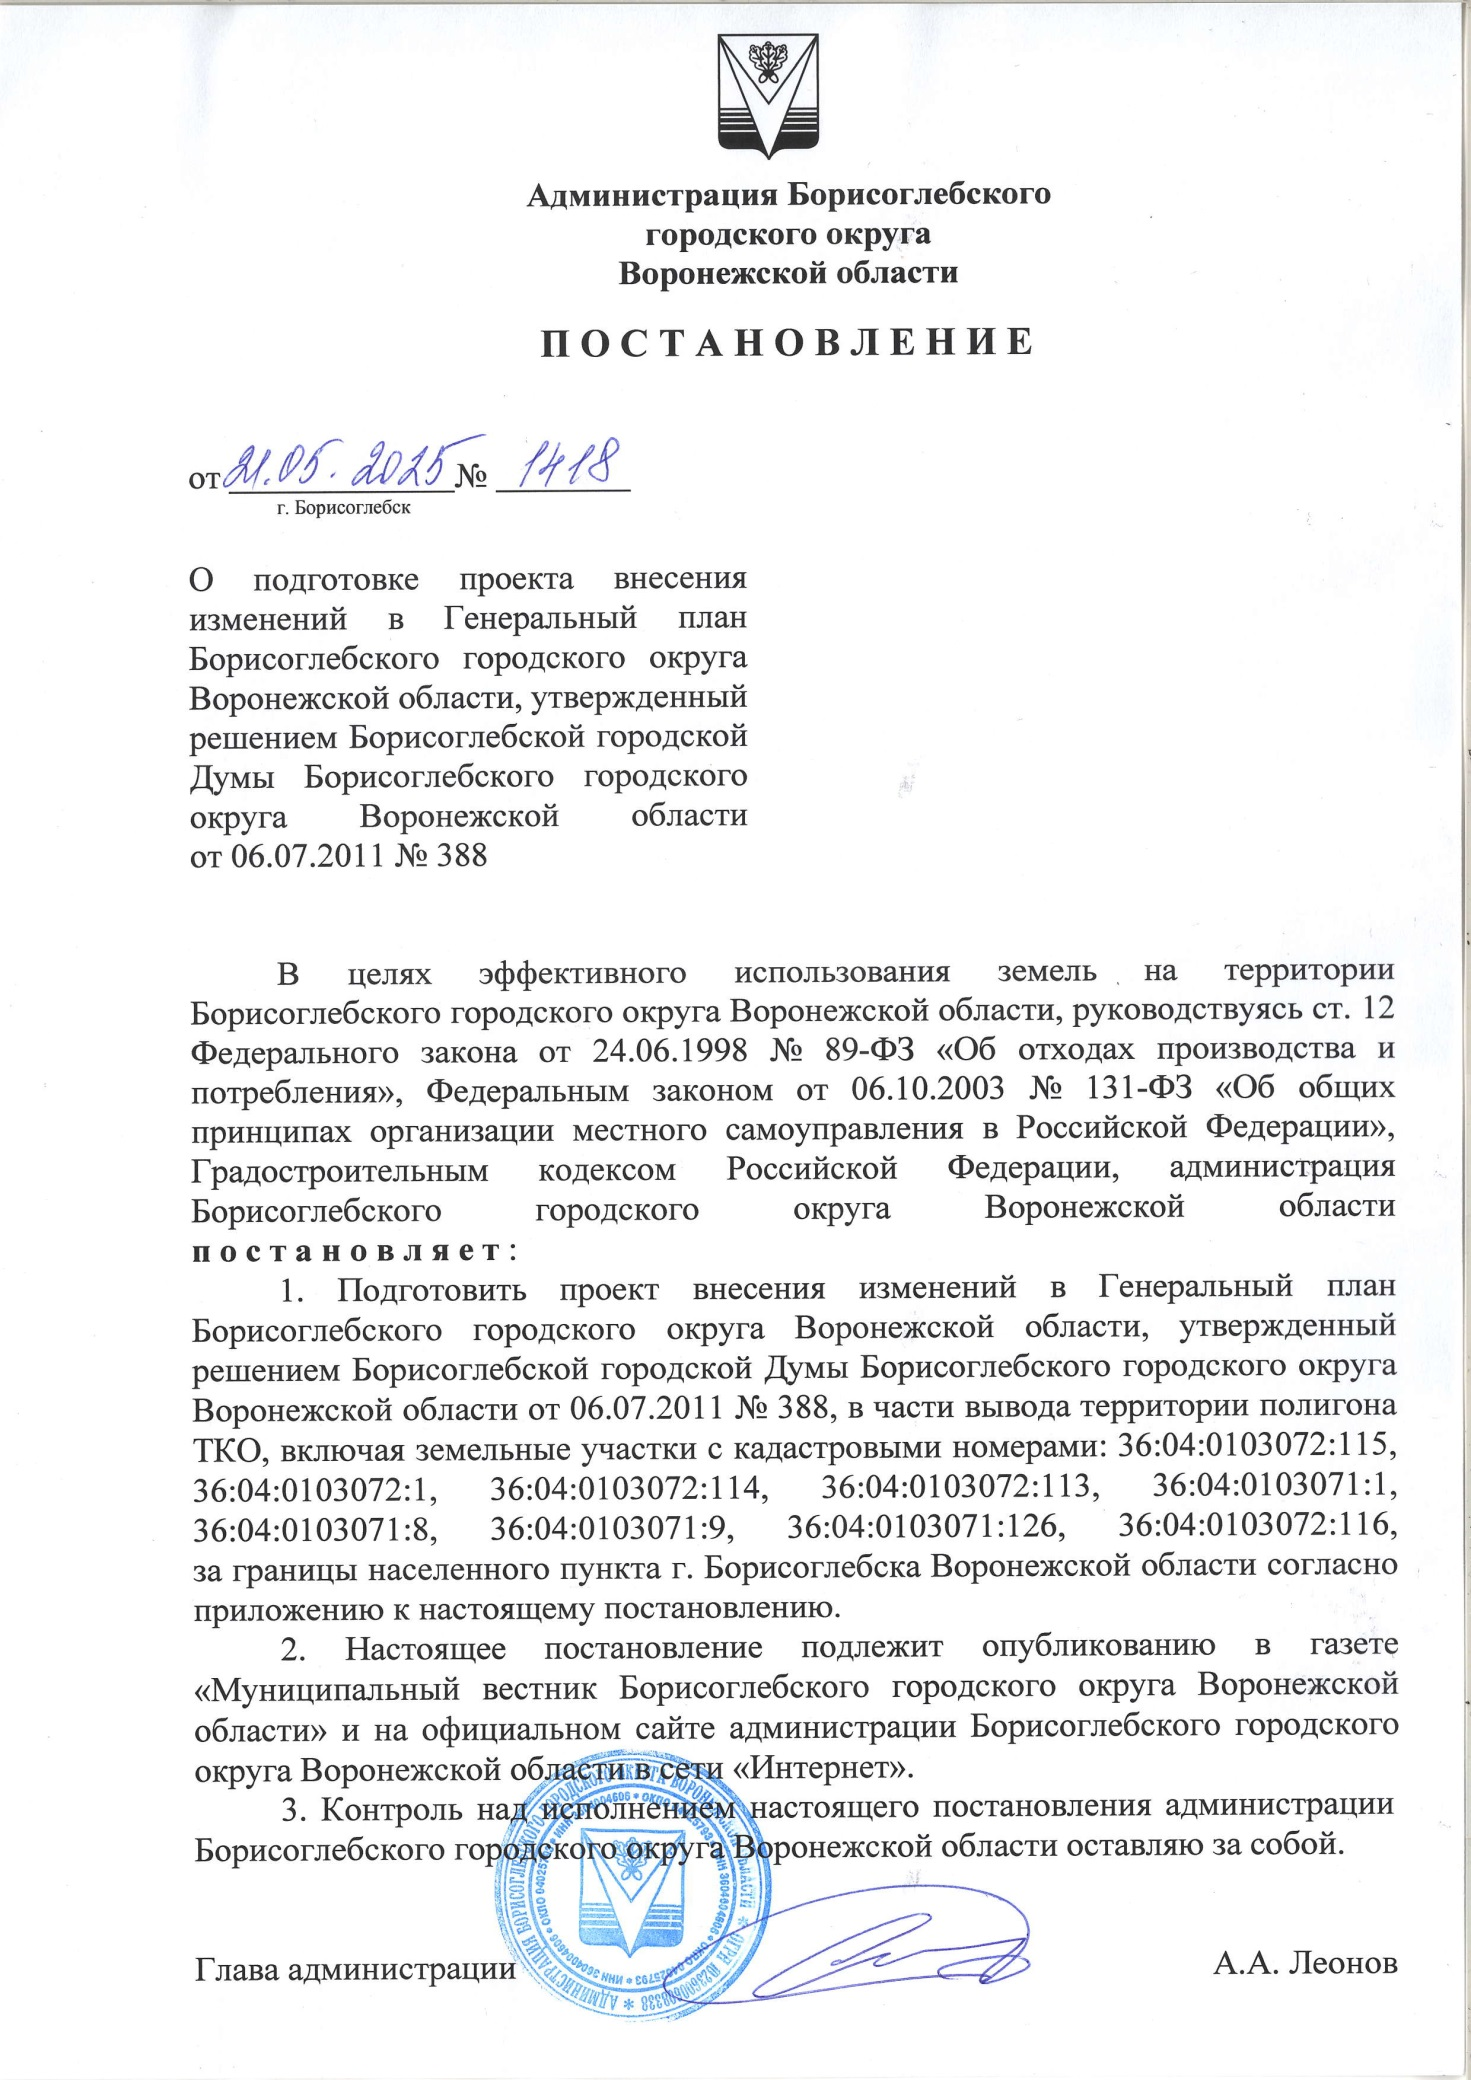 Администрация Борисоглебского
городского округа
Воронежской области
ПОСТАНОВЛЕНИЕ
от 21.05.2025 № 1418
г. Борисоглебск
О подготовке проекта внесения
изменений в Генеральный план
Борисоглебского городского округа
Воронежской области, утвержденный
решением Борисоглебской городской
Думы Борисоглебского городского
округа Воронежской области
от 06.07.2011 № 388
В целях эффективного использования земель на территории
Борисоглебского городского округа Воронежской области, руководствуясь ст. 12
Федерального закона от 24.06.1998 № 89-ФЗ «Об отходах производства и
потребления», Федеральным законом от 06.10.2003 № 131-ФЗ «Об общих
принципах организации местного самоуправления в Российской Федерации»,
Градостроительным кодексом Российской Федерации, администрация
Борисоглебского городского округа Воронежской области
постановляет:
1. Подготовить проект внесения изменений в Генеральный план
Борисоглебского городского округа Воронежской области, утвержденный
решением Борисоглебской городской Думы Борисоглебского городского округа
Воронежской области от 06.07.2011 № 388, в части вывода территории полигона
ТКО, включая земельные участки с кадастровыми номерами: 36:04:0103072:115,
36:04:0103072:1, 36:04:0103072:114, 36:04:0103072:113, 36:04:0103071:1,
36:04:0103071:8, 36:04:0103071:9, 36:04:0103071:126, 36:04:0103072:116,
за границы населенного пункта г. Борисоглебска Воронежской области согласно
приложению к настоящему постановлению.
2. Настоящее постановление подлежит опубликованию в газете
«Муниципальный вестник Борисоглебского городского округа Воронежской
области» и на официальном сайте администрации Борисоглебского городского
округа Воронежской области в сети «Интернет».
3. Контроль над исполнением настоящего постановления администрации
Борисоглебского городского округа Воронежской области оставляю за собой.
Глава администрации А.А. Леонов